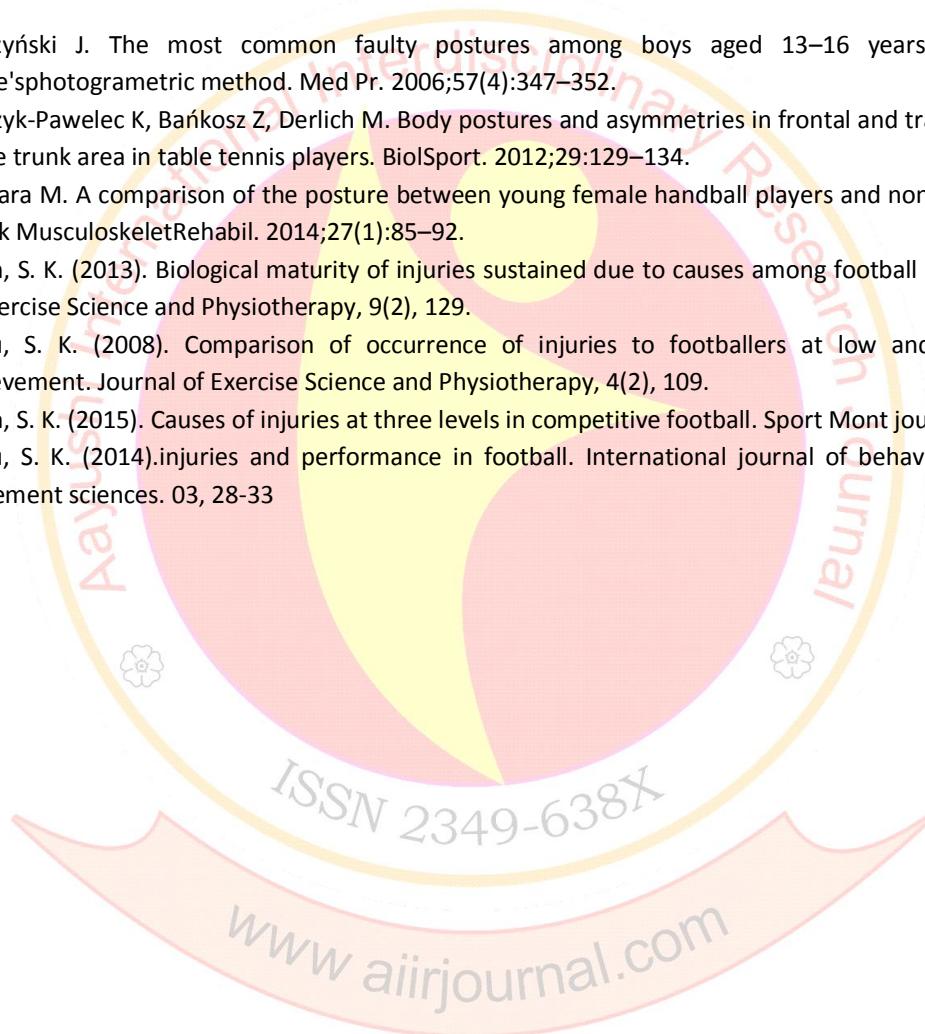 zyński J. The most common faulty postures among boys aged 13–16 years
e'sphotogrametric method. Med Pr. 2006;57(4):347–352.
zyk-Pawelec K, Bańkosz Z, Derlich M. Body postures and asymmetries in frontal and tra
e trunk area in table tennis players. BiolSport. 2012;29:129–134.
ara M. A comparison of the posture between young female handball players and non
k MusculoskeletRehabil. 2014;27(1):85–92.
, S. K. (2013). Biological maturity of injuries sustained due to causes among football
ercise Science and Physiotherapy, 9(2), 129.
, S. K. (2008). Comparison of occurrence of injuries to footballers at low and
evement. Journal of Exercise Science and Physiotherapy, 4(2), 109.
, S. K. (2015). Causes of injuries at three levels in competitive football. Sport Mont jou
, S. K. (2014).injuries and performance in football. International journal of behav
ement sciences. 03, 28-33
Aayushi International Interdisciplinary Research Journal
ISSN 2349-638X
www aiirjournal.com